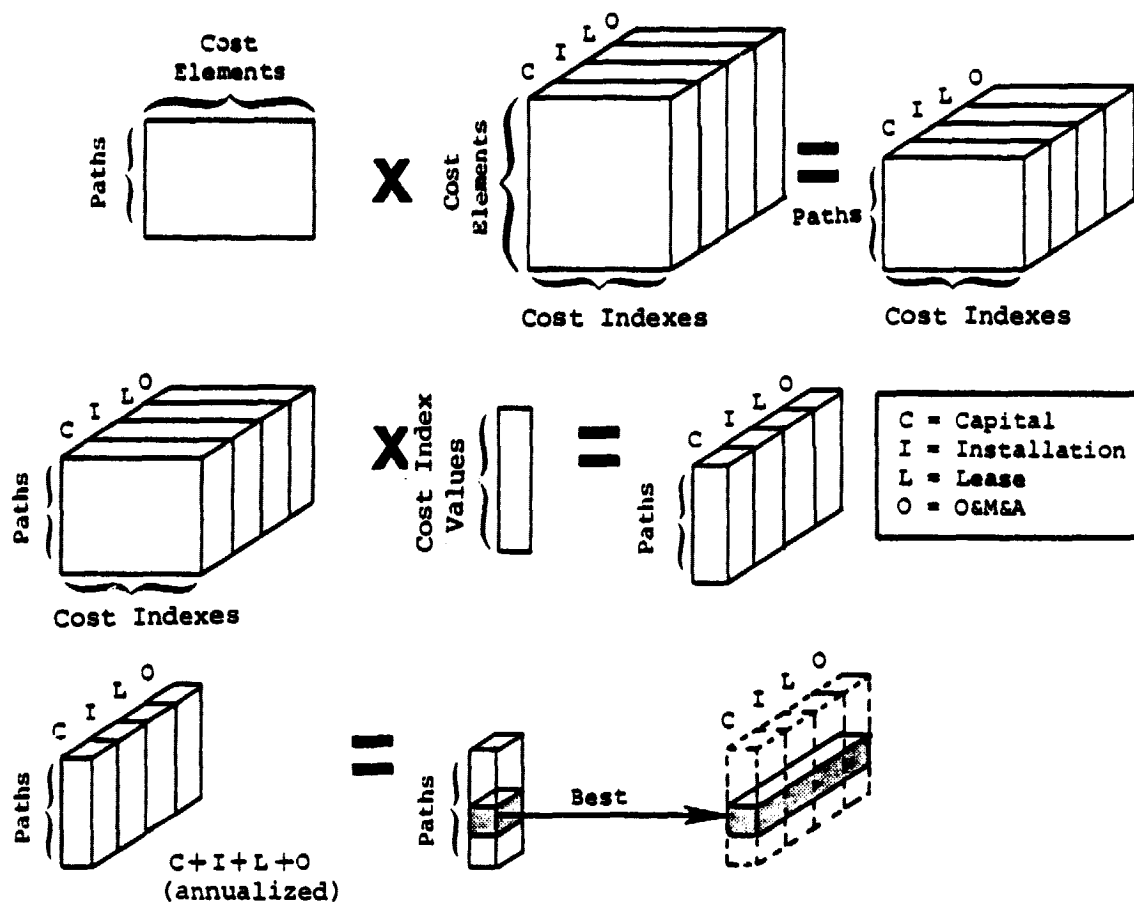 Cost
Elements
Paths
X
Cost
Elements
C I L O
Cost Indexes
=
Paths
C I L O
Cost Indexes
Paths
C I L O
Cost Indexes
X
Cost Index
Values
=
Paths
C I L O
C = Capital
I = Installation
L = Lease
O = O&M&A
Paths
C I L O
C+I+L+O
(annualized)
=
Paths
Best
C I L O